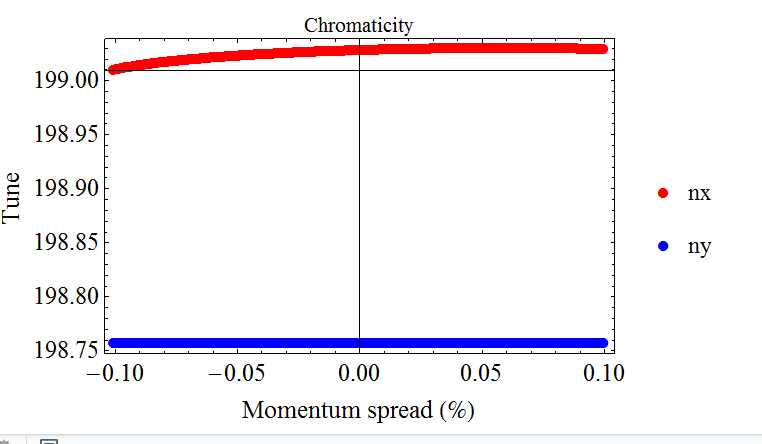 Chromaticity
199.00
198.95
198.90
198.85
198.80
198.75
Tune
−0.10 −0.05 0.00 0.05 0.10
Momentum spread (%)
nx
ny